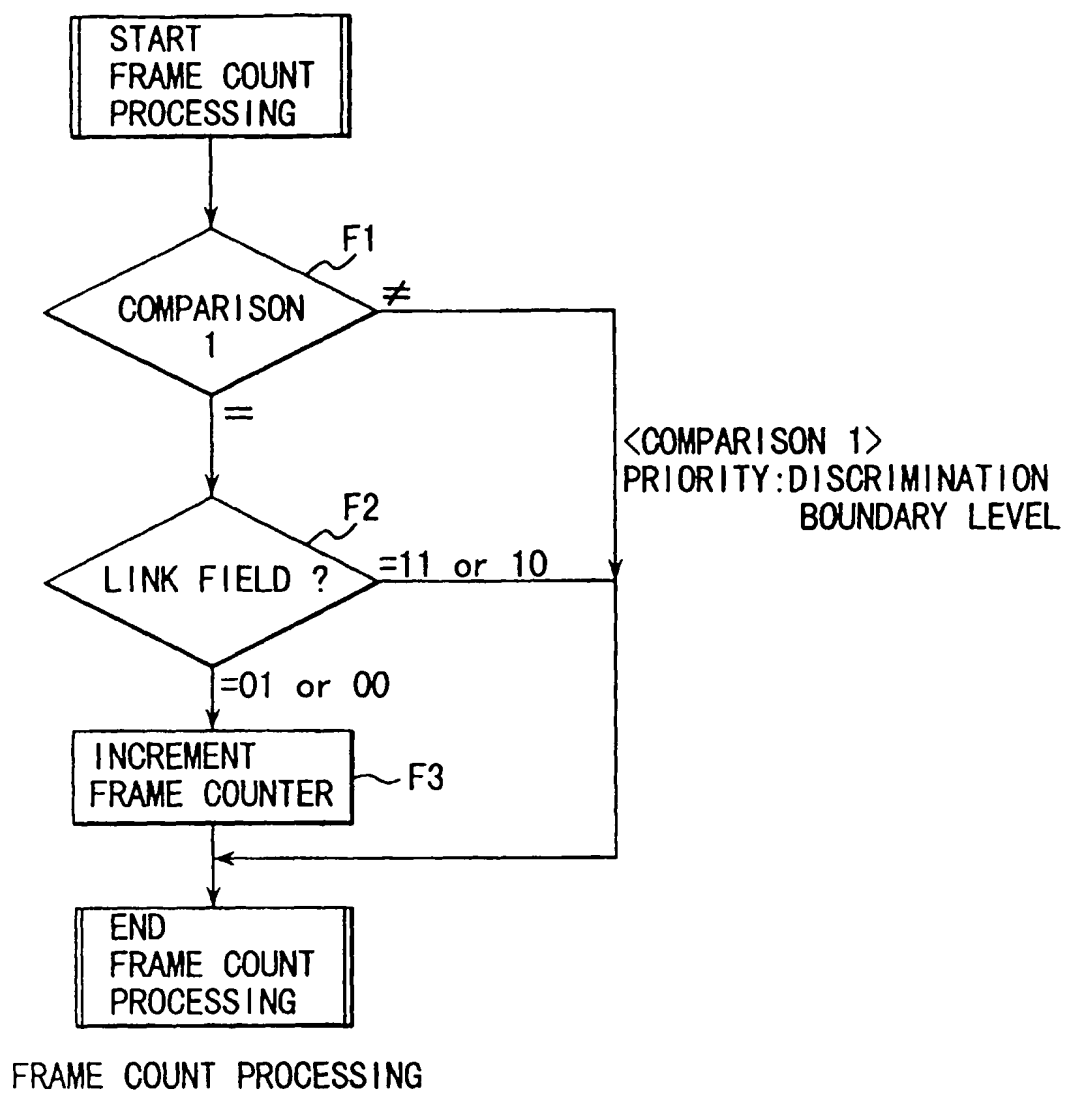 START
FRAME COUNT
PROCESSING
F1
COMPARISON
1
≠
=
<COMPARISON 1>
PRIORITY:DISCRIMINATION
BOUNDARY LEVEL
F2
LINK FIELD ?
=11 or 10
=01 or 00
INCREMENT
FRAME COUNTER
F3
END
FRAME COUNT
PROCESSING
FRAME COUNT PROCESSING